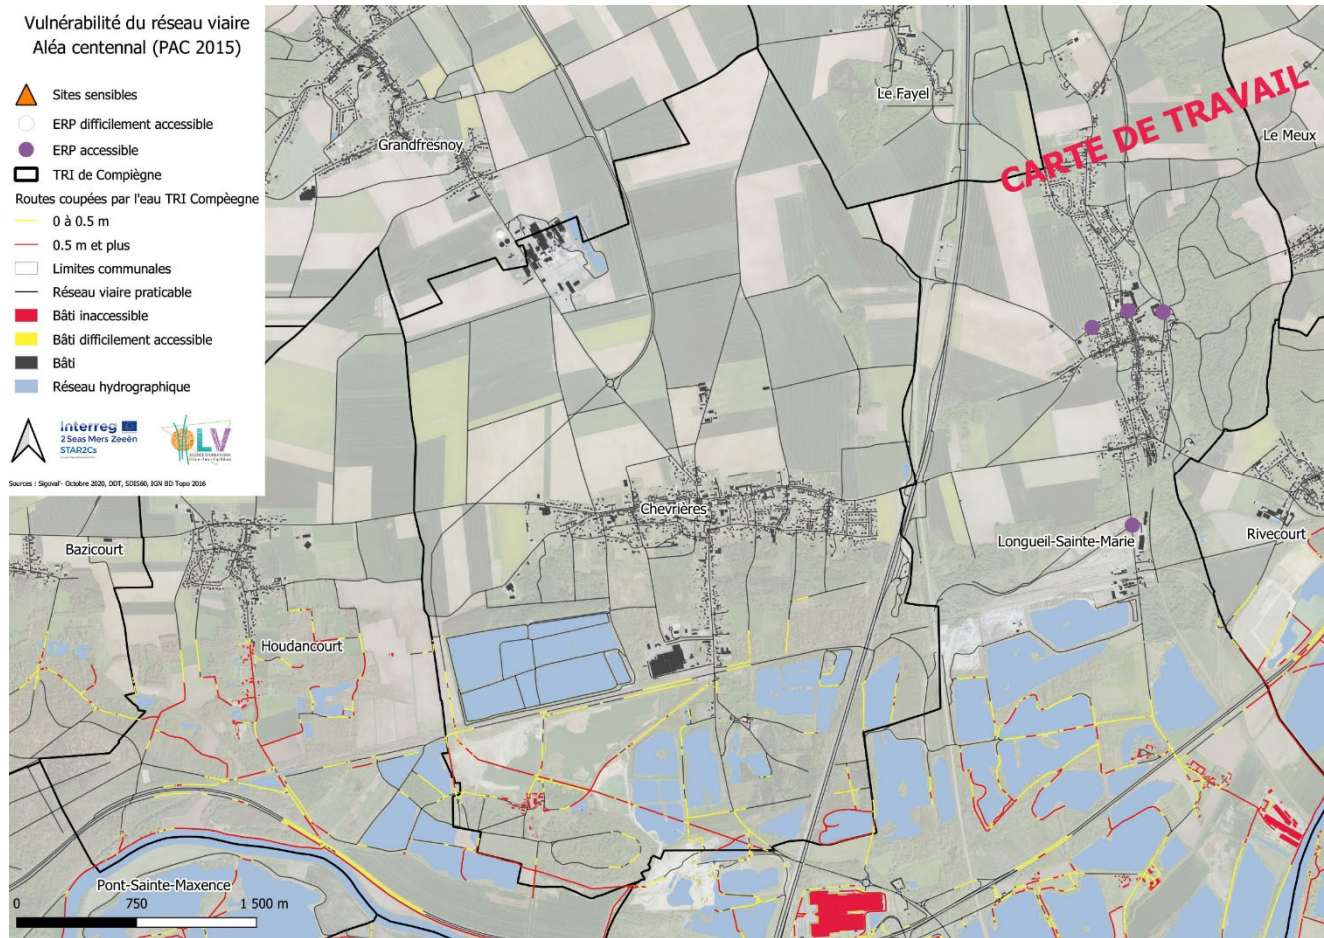 Vulnérabilité du réseau viaire
Aléa centennal (PAC 2015)
Sites sensibles
ERP difficilement accessible
ERP accessible
TRI de Compiègne
Routes coupées par l'eau TRI Compèegne
0 à 0.5 m
0.5 m et plus
Limites communales
Réseau viaire praticable
Bâti inaccessible
Bâti difficilement accessible
Bâti
Réseau hydrographique
Interreg
2 Seas Mers Zeeën
STAR2Cs
OLV
Sources : Sigoval'- Octobre 2020, DDT, SDIS60, IGN BD Topo 2016
CARTE DE TRAVAIL
Le Fayel
Le Meux
Grandfresnoy
Chevrières
Longueil-Sainte-Marie
Rivecourt
Bazicourt
Houdancourt
Pont-Sainte-Maxence
0 750 1 500 m